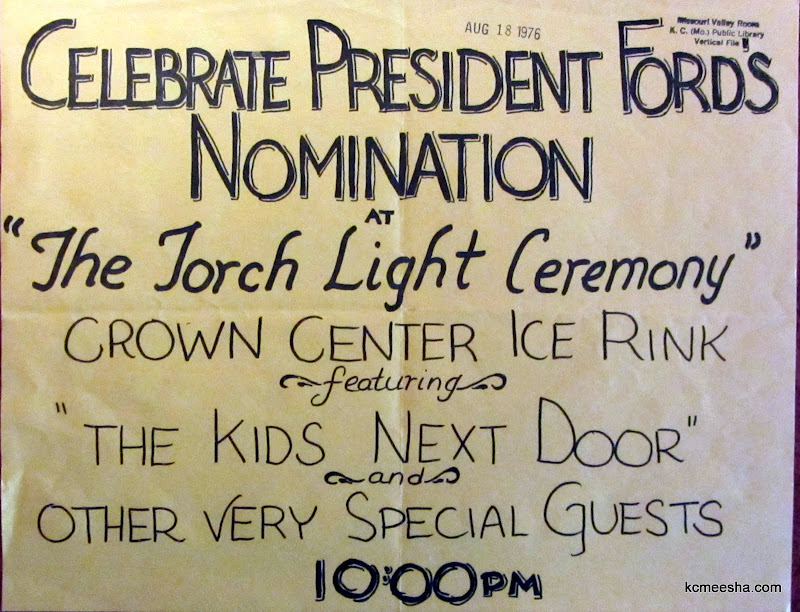 AUG 18 1976
Missouri Valley Room
K. C. (Mo.) Public Library
Vertical File
CELEBRATE PRESIDENT FORDS
NOMINATION
AT
"The Torch Light Ceremony"
CROWN CENTER ICE RINK
featuring
"THE KIDS NEXT DOOR"
and
OTHER VERY SPECIAL GUESTS
10:00PM
kcmeesha.com